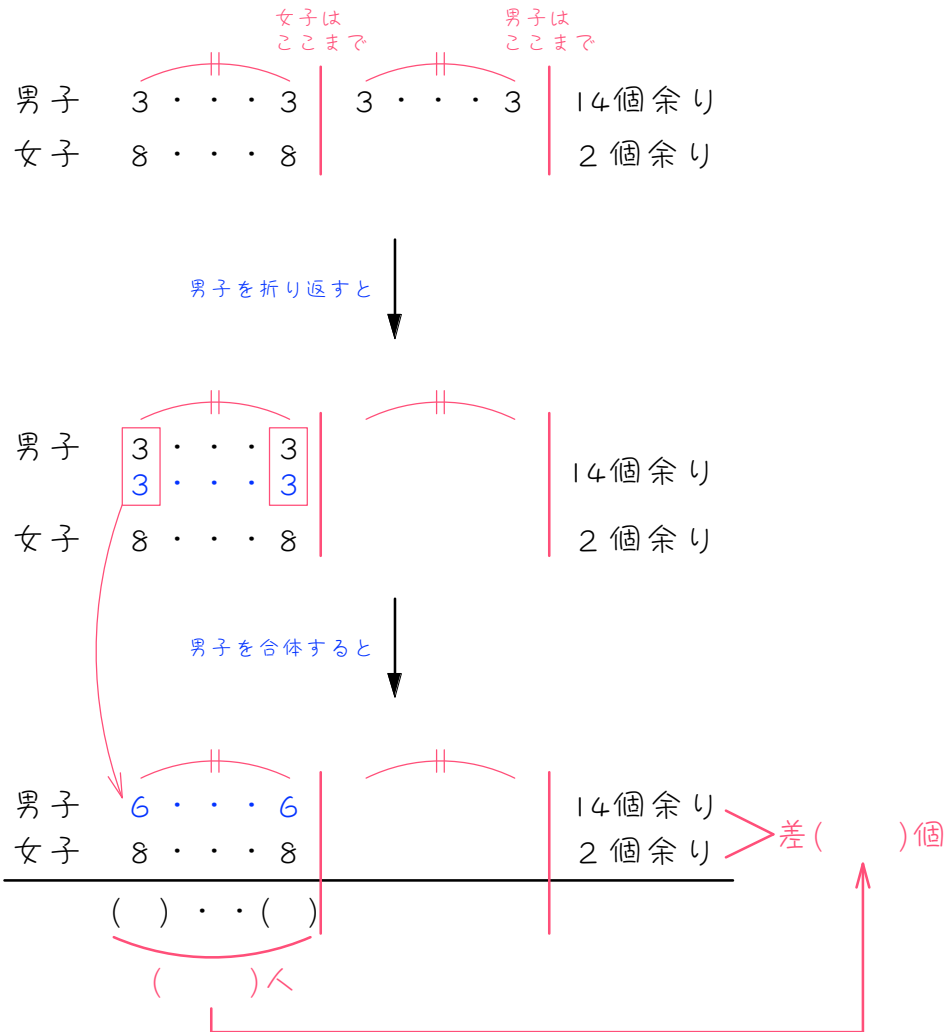 女子は
ここまで
男子は
ここまで
男子 3・・・3 3・・・3 14個余り
女子 8・・・8 2個余り
男子を折り返すと
男子 3・・・3
3・・・3
14個余り
女子 8・・・8 2個余り
男子を合体すると
男子 6・・・6 14個余り
女子 8・・・8 2個余り
差( )個
( )・・( )
( )人